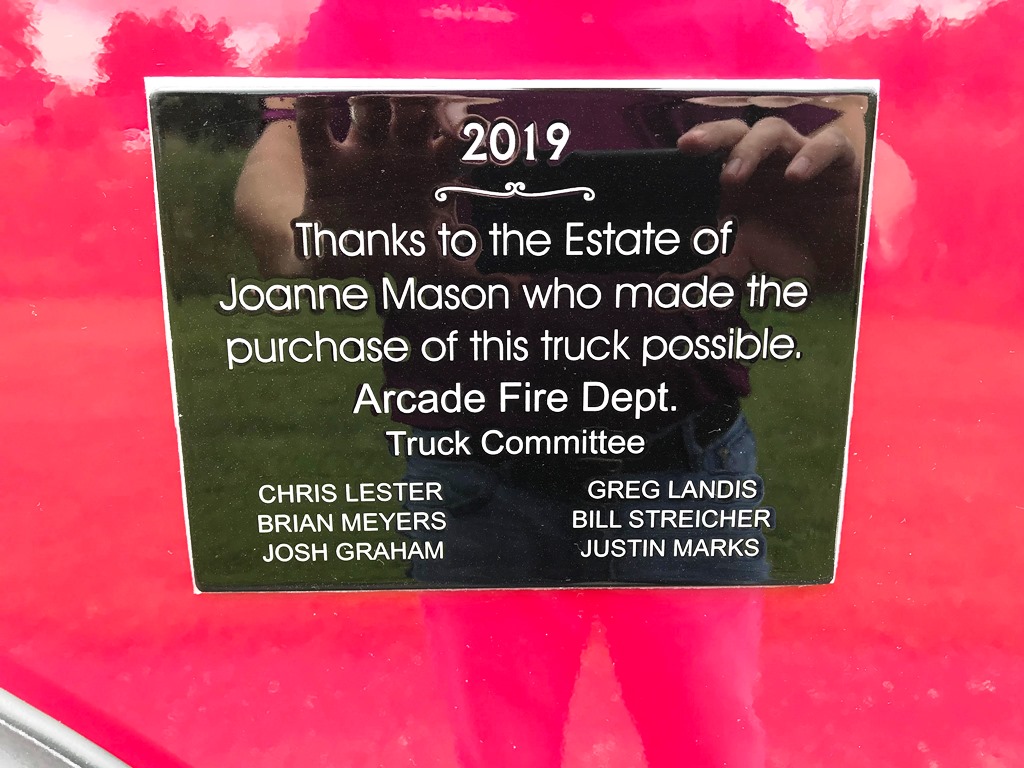 2019
Thanks to the Estate of
Joanne Mason who made the
purchase of this truck possible.
Arcade Fire Dept.
Truck Committee
CHRIS LESTER GREG LANDIS
BRIAN MEYERS BILL STREICHER
JOSH GRAHAM JUSTIN MARKS